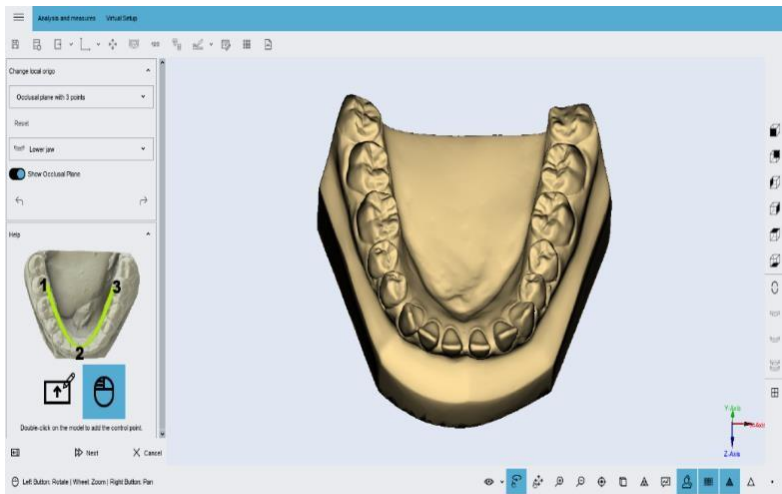 Analysis and measures Virtual Setup
Change local origo
Occlusal plane with 3 points
Reset
Lower jaw
Show Occlusal Plane
Help
1
3
2
Double-click on the model to add the control point.
Next
Cancel
Y-Axis
Z-Axis
Left Button: Rotate | Wheel: Zoom | Right Button: Pan